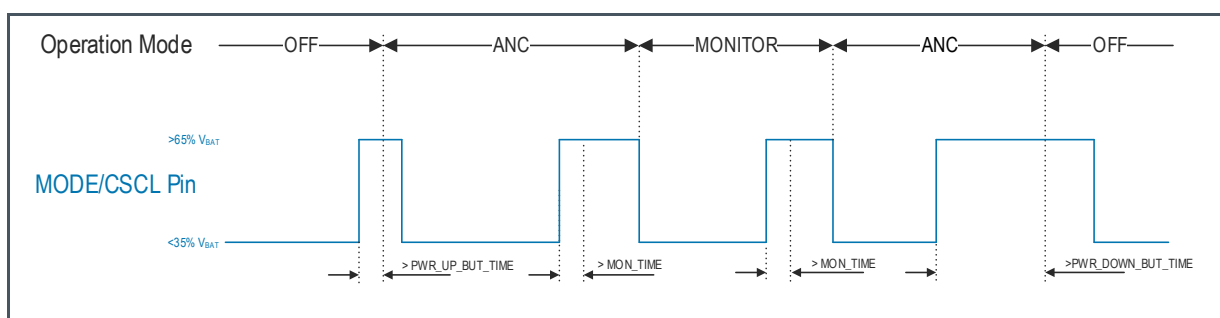 Operation Mode OFF ANC MONITOR ANC OFF
>65% VBAT
MODE/CSCL Pin
<35% VBAT
> PWR_UP_BUT_TIME > MON_TIME > MON_TIME >PWR_DOWN_BUT_TIME